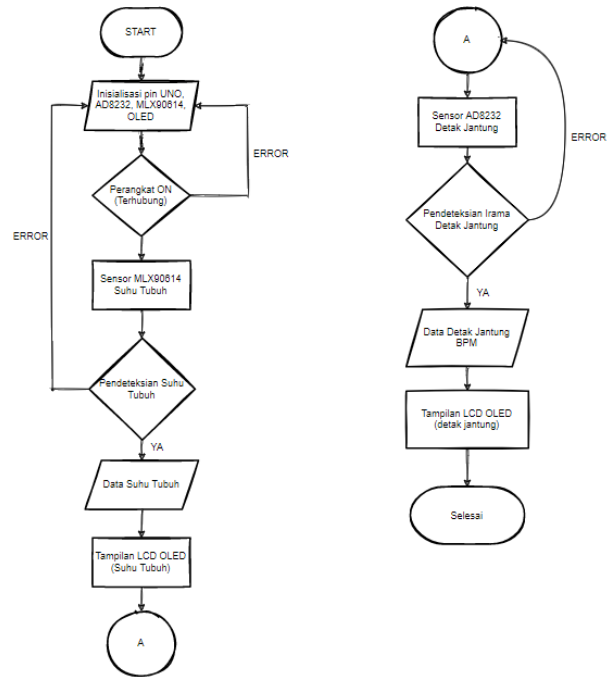 START
Inisialisasi pin UNO,
AD8232, MLX90614,
OLED
ERROR
Perangkat ON
(Terhubung)
ERROR
Sensor MLX90614
Suhu Tubuh
Pendeteksian Suhu
Tubuh
YA
Data Suhu Tubuh
Tampilan LCD OLED
(Suhu Tubuh)
A
A
Sensor AD8232
Detak Jantung
ERROR
Pendeteksian Irama
Detak Jantung
YA
Data Detak Jantung
BPM
Tampilan LCD OLED
(detak jantung)
Selesai